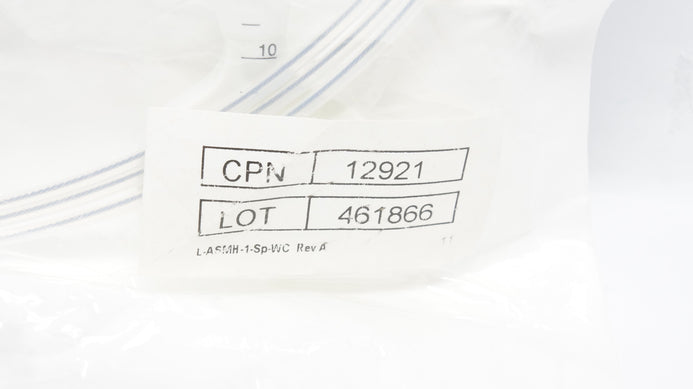 10
CPN 12921
LOT 461866
L-ASMH-1-Sp-WC Rev A